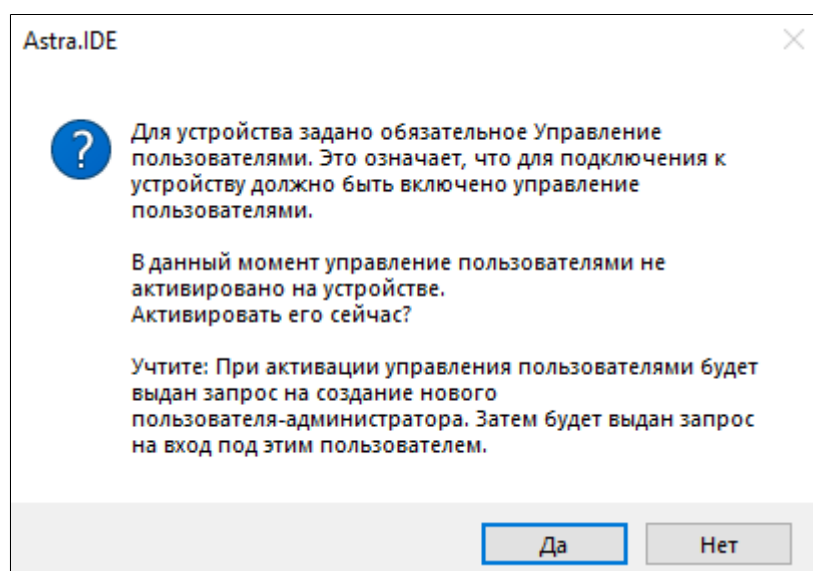 Astra.IDE
Для устройства задано обязательное Управление
пользователями. Это означает, что для подключения к
устройству должно быть включено управление
пользователями.
В данный момент управление пользователями не
активировано на устройстве.
Активировать его сейчас?
Учтите: При активации управления пользователями будет
выдан запрос на создание нового
пользователя-администратора. Затем будет выдан запрос
на вход под этим пользователем.
Да
Нет